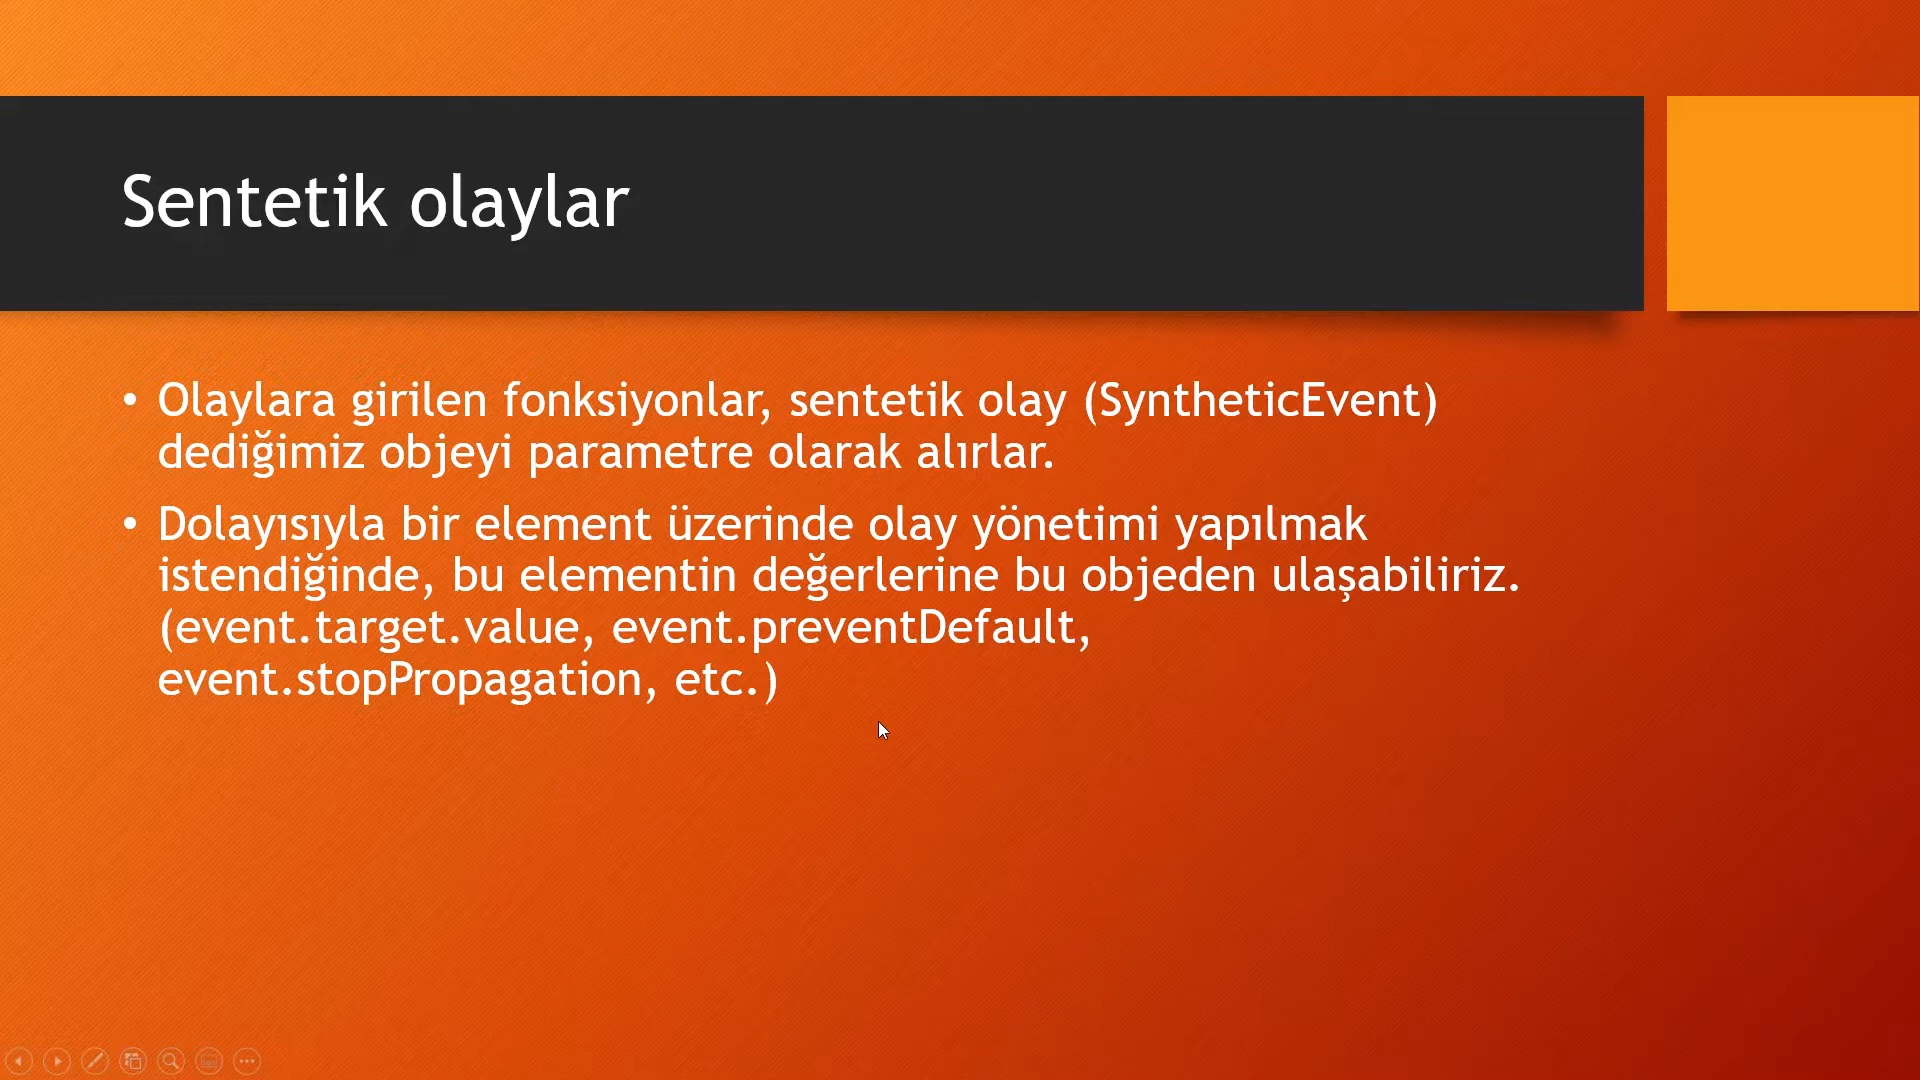 Sentetik olaylar
• Olaylara girilen fonksiyonlar, sentetik olay (SyntheticEvent)
dediğimiz objeyi parametre olarak alırlar.
• Dolayısıyla bir element üzerinde olay yönetimi yapılmak
istendiğinde, bu elementin değerlerine bu objeden ulaşabiliriz.
(event.target.value, event.preventDefault,
event.stopPropagation, etc.)